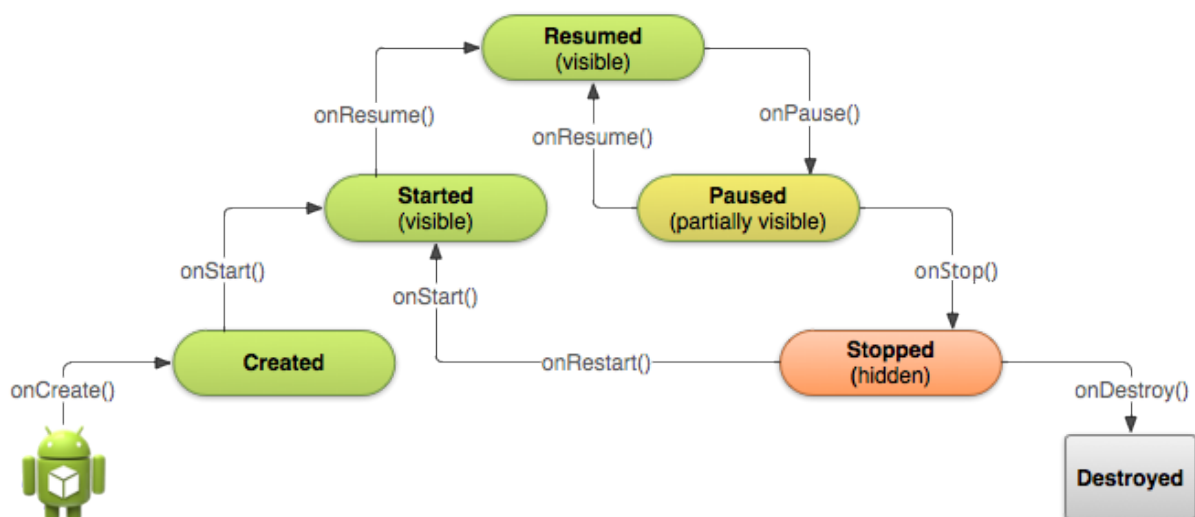 Resumed
(visible)
onResume()
onResume()
onPause()
Started
(visible)
Paused
(partially visible)
onStart()
onStart()
onStop()
Created
onRestart()
Stopped
(hidden)
onCreate()
onDestroy()
Destroyed